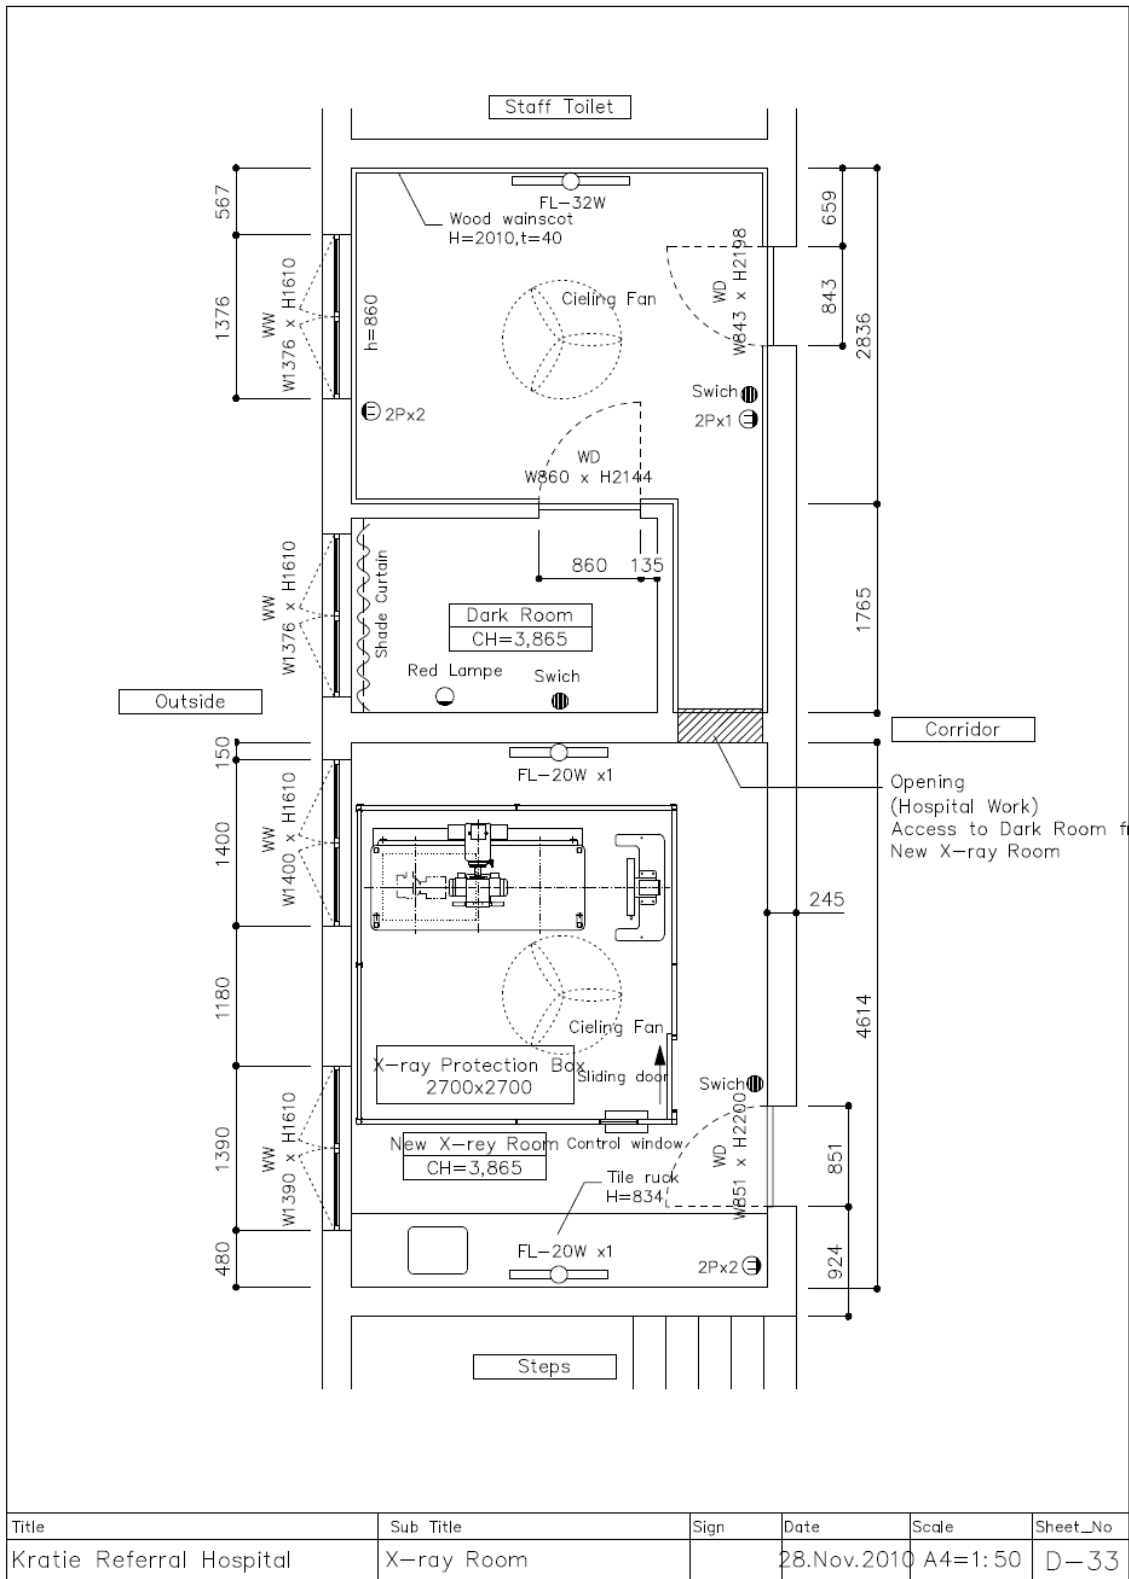 Staff Toilet
FL-32W
Wood wainscot
H=2010,t=40
567
1376
WW
W1376 x H1610
h=860
Cieling Fan
WD
W843 x H2198
659
843
2836
Swich
2Px1
2Px2
WD
W860 x H2144
860
135
1765
WW
W1376 x H1610
Shade Curtain
Dark Room
CH=3,865
Red Lampe
Swich
Outside
Corridor
150
FL-20W x1
Opening
(Hospital Work)
Access to Dark Room f
New X-ray Room
1400
WW
W1400 x H1610
245
1180
Cieling Fan
4614
X-ray Protection Box
2700x2700
Sliding door
Swich
New X-rey Room
CH=3,865
Control window
WD
W851 x H2200
851
1390
WW
W1390 x H1610
Tile ruck
H=834
480
FL-20W x1
2Px2
924
Steps
Title
Sub Title
Sign
Date
Scale
Sheet_No
Kratie Referral Hospital
X-ray Room
28.Nov.2010
A4=1:50
D-33